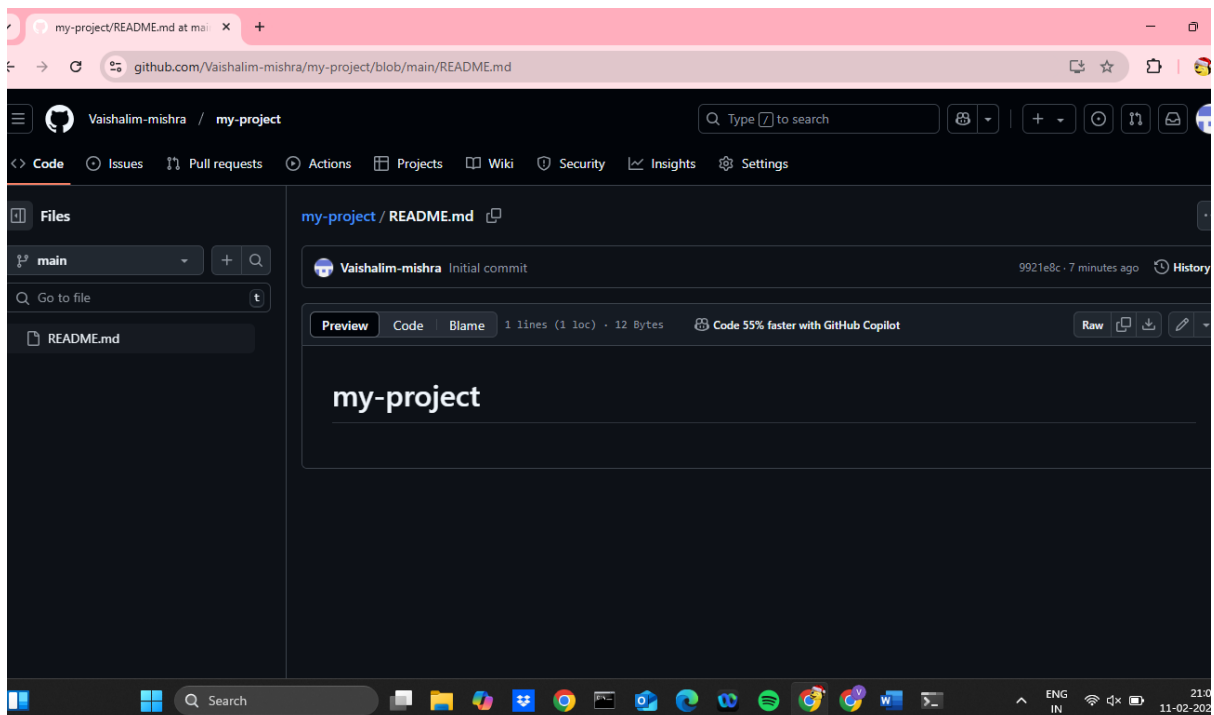 my-project/README.md at mai
github.com/Vaishalim-mishra/my-project/blob/main/README.md
Vaishalim-mishra / my-project
Type / to search
Code Issues Pull requests Actions Projects Wiki Security Insights Settings
Files
my-project / README.md
main
Vaishalim-mishra Initial commit
9921e8c · 7 minutes ago History
Go to file t
Preview Code Blame 1 lines (1 loc) · 12 Bytes Code 55% faster with GitHub Copilot Raw
README.md
my-project
Search
ENG
IN
21:0
11-02-202